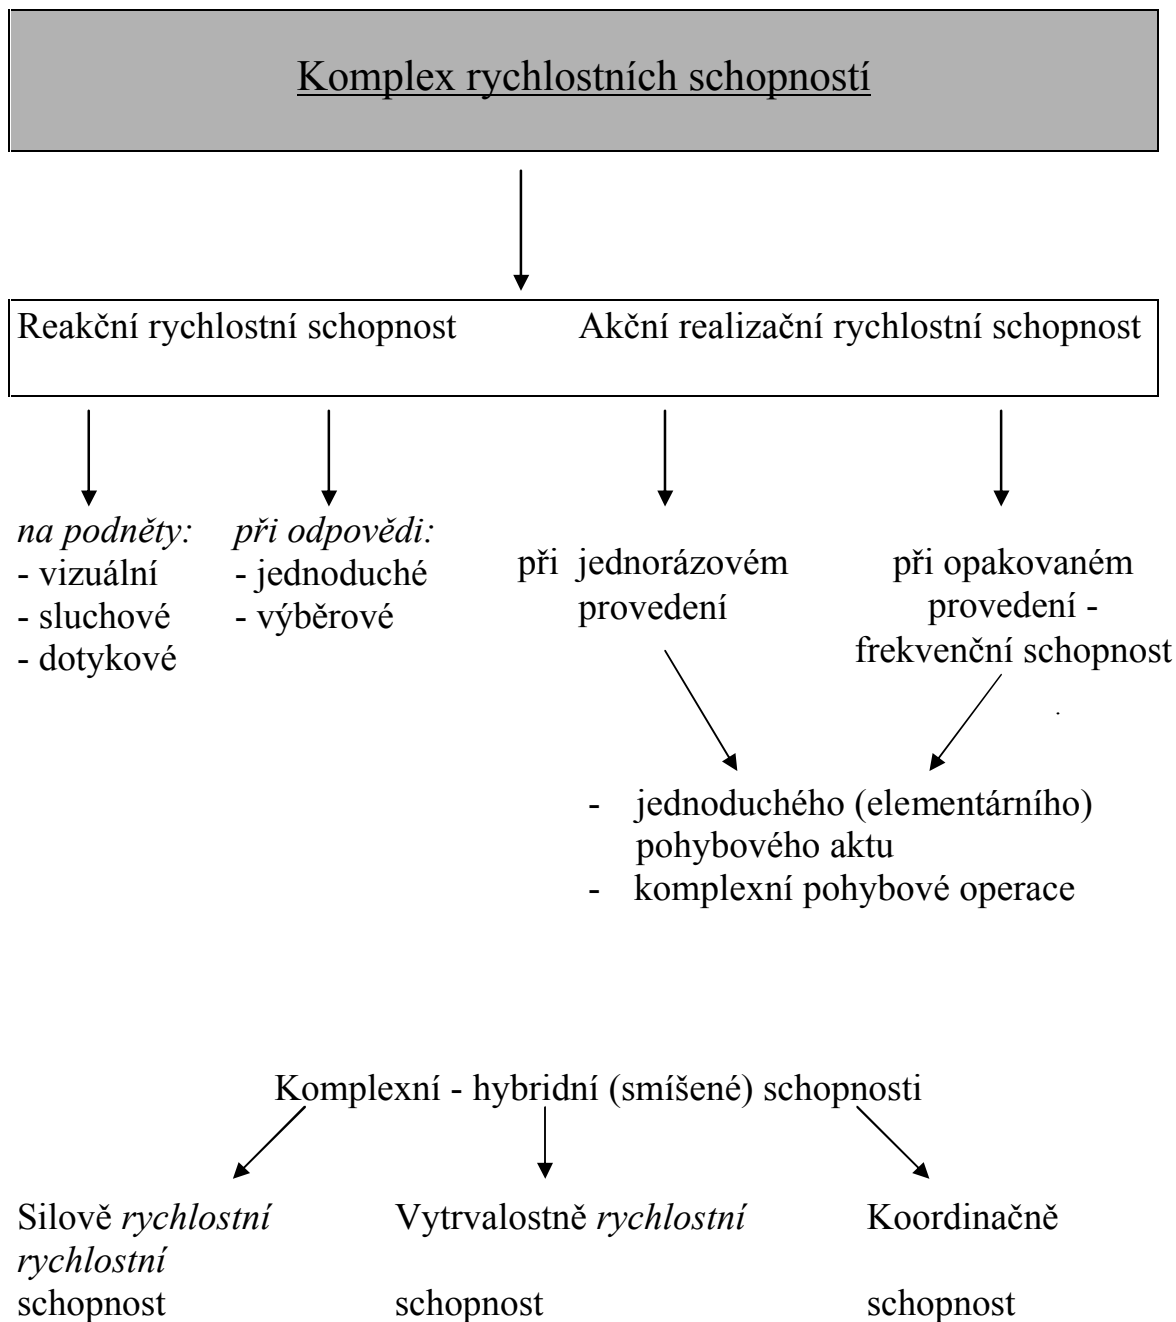 Komplex rychlostních schopností
Reakční rychlostní schopnost Akční realizační rychlostní schopnost
na podněty:
- vizuální
- sluchové
- dotykové
při odpovědi:
- jednoduché
- výběrové
při jednorázovém
provedení
při opakovaném
provedení -
frekvenční schopnost
- jednoduchého (elementárního)
pohybového aktu
- komplexní pohybové operace
Komplexní - hybridní (smíšené) schopnosti
Silově rychlostní Vytrvalostně rychlostní Koordinačně
rychlostní
schopnost schopnost schopnost